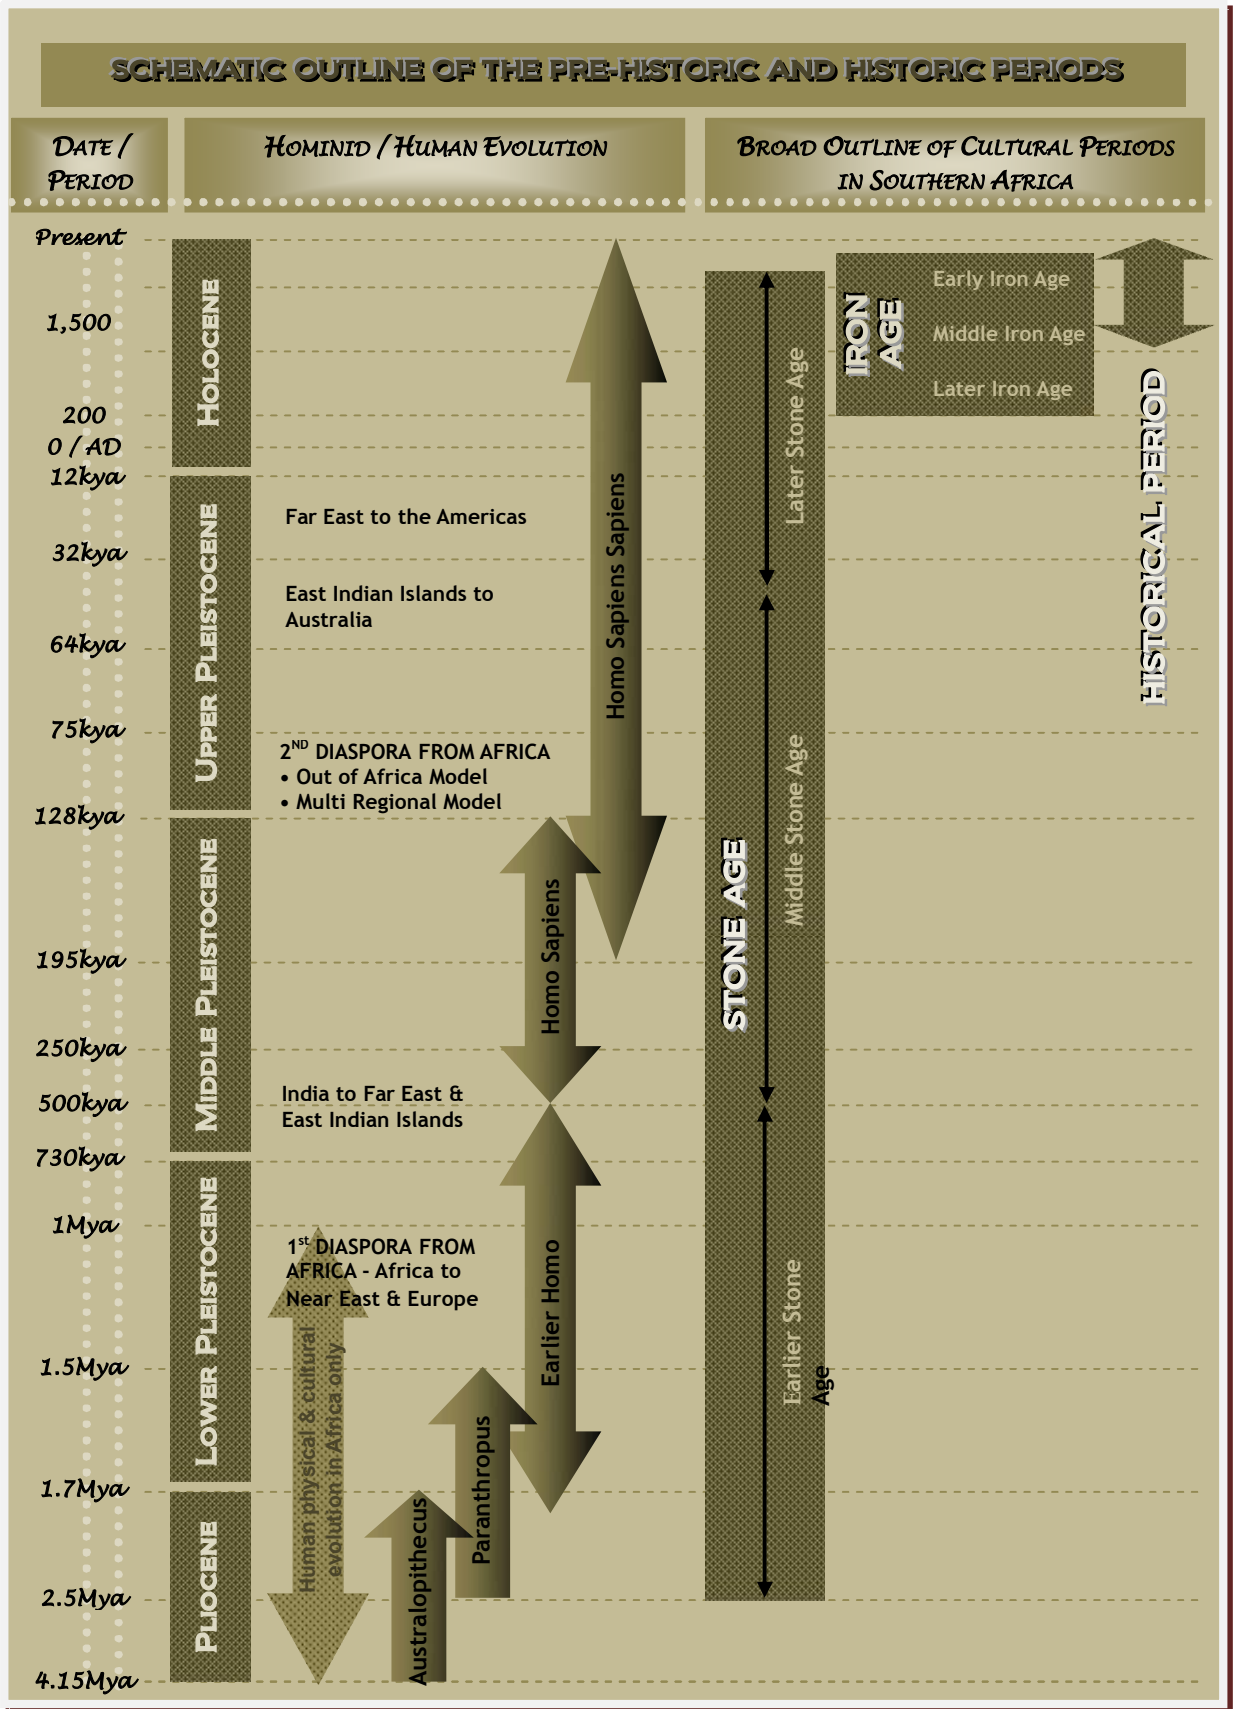 SCHEMATIC OUTLINE OF THE PRE-HISTORIC AND HISTORIC PERIODS
DATE /
PERIOD
HOMINID / HUMAN EVOLUTION
BROAD OUTLINE OF CULTURAL PERIODS
IN SOUTHERN AFRICA
Present
1,500
200
0 / AD
12kya
32kya
64kya
75kya
128kya
195kya
250kya
500kya
730kya
1Mya
1.5Mya
1.7Mya
2.5Mya
4.15Mya
HOLOCENE
UPPER PLEISTOCENE
MIDDLE PLEISTOCENE
LOWER PLEISTOCENE
PLIOCENE
Far East to the Americas
East Indian Islands to
Australia
2ND DIASPORA FROM AFRICA
• Out of Africa Model
• Multi Regional Model
India to Far East &
East Indian Islands
1st DIASPORA FROM
AFRICA - Africa to
Near East & Europe
Human physical & cultural
evolution in Africa only
Australopithecus
Paranthropus
Earlier Homo
Homo Sapiens
Homo Sapiens Sapiens
STONE AGE
Later Stone Age
Middle Stone Age
Earlier Stone
Age
IRON
AGE
Early Iron Age
Middle Iron Age
Later Iron Age
HISTORICAL PERIOD